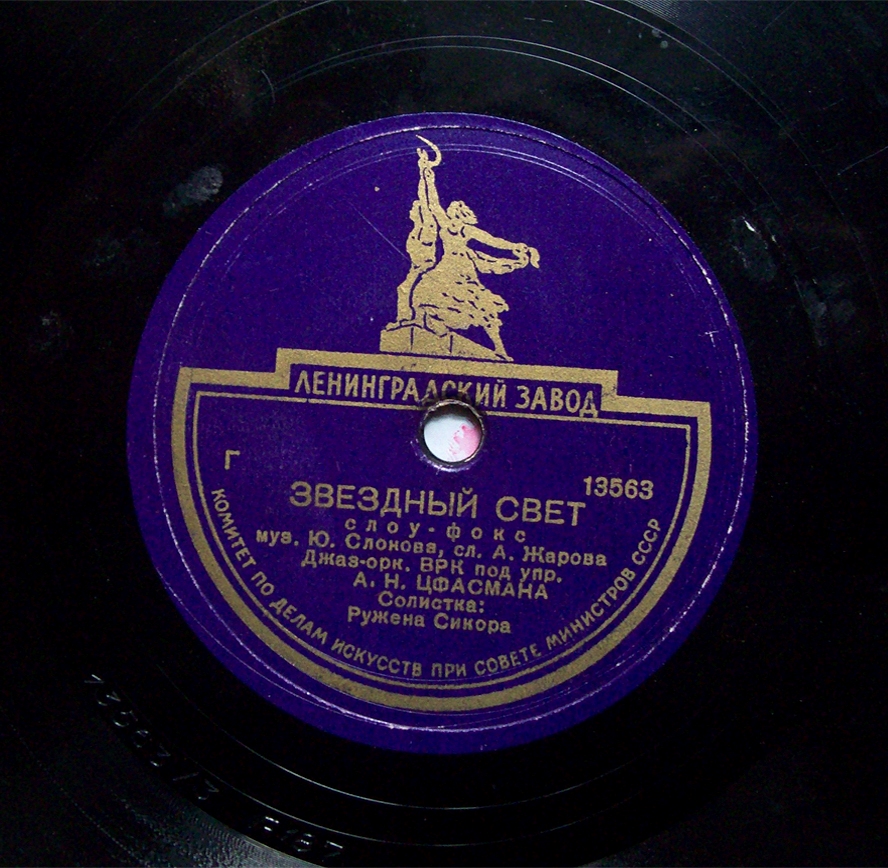 ЛЕНИНГРАДСКИЙ ЗАВОД
Г
13563
ЗВЕЗДНЫЙ СВЕТ
слоу-фокс
муз. Ю. Слонова, сл. А. Жарова
Джаз-орк. ВРК под упр.
А. Н. ЦФАСМАНА
Солистка:
Ружена Сикора
КОМИТЕТ ПО ДЕЛАМ ИСКУССТВ ПРИ СОВЕТЕ МИНИСТРОВ СССР